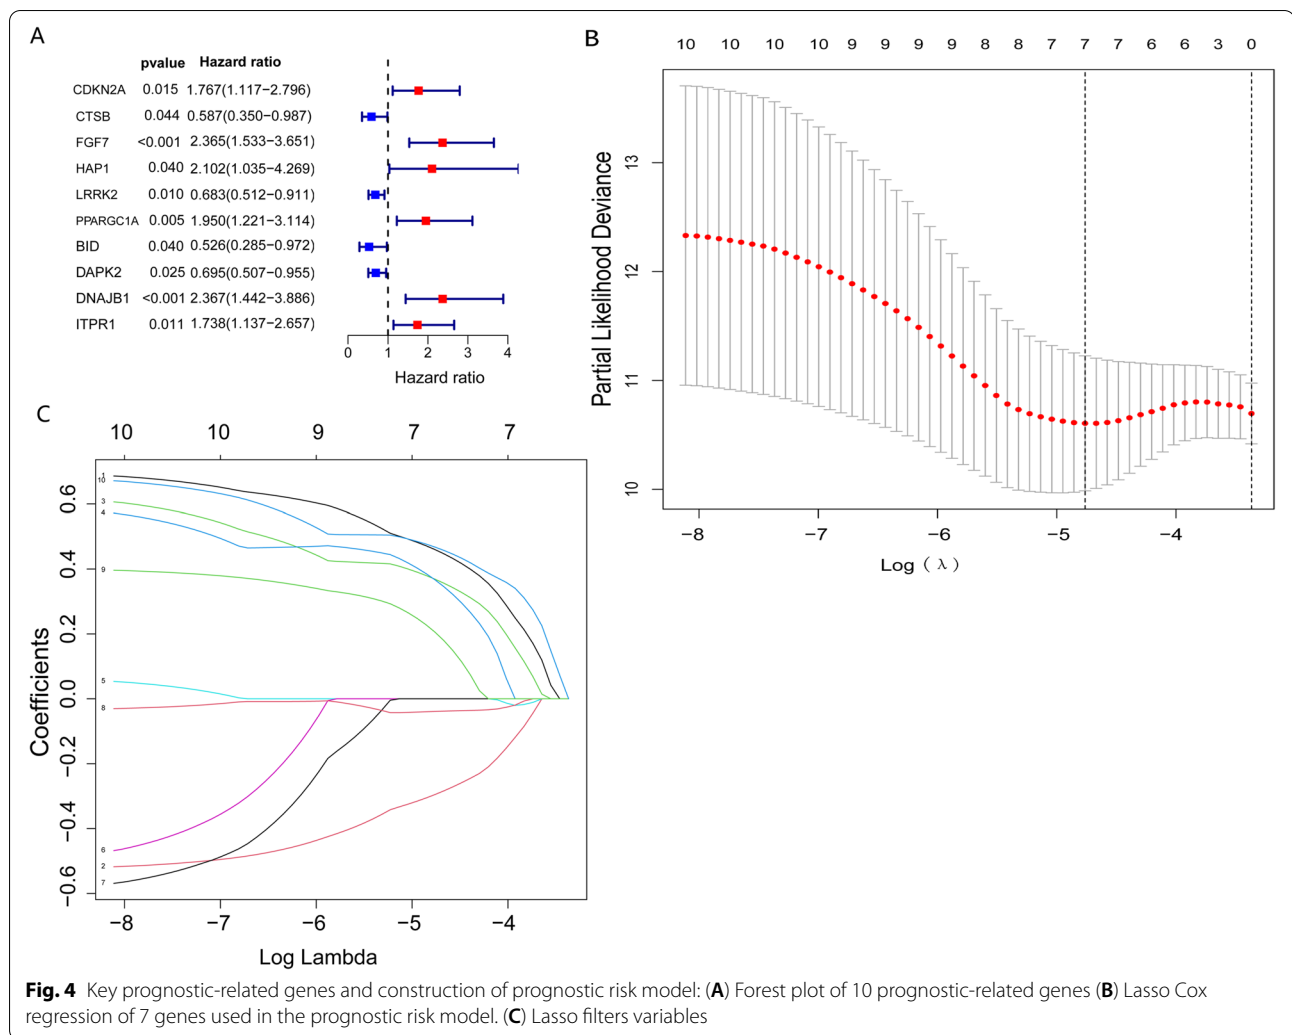 A
pvalue Hazard ratio
CDKN2A 0.015 1.767(1.117−2.796)
CTSB 0.044 0.587(0.350−0.987)
FGF7 <0.001 2.365(1.533−3.651)
HAP1 0.040 2.102(1.035−4.269)
LRRK2 0.010 0.683(0.512−0.911)
PPARGC1A 0.005 1.950(1.221−3.114)
BID 0.040 0.526(0.285−0.972)
DAPK2 0.025 0.695(0.507−0.955)
DNAJB1 <0.001 2.367(1.442−3.886)
ITPR1 0.011 1.738(1.137−2.657)
0 1 2 3 4
Hazard ratio
B
10 10 10 10 9 9 9 9 8 8 7 7 7 6 6 3 0
Partial Likelihood Deviance
13
12
11
10
−8 −7 −6 −5 −4
Log (λ)
C
10 10 9 7 7
Coefficients
0.6
0.4
0.2
0.0
−0.2
−0.4
−0.6
1
10
3
4
9
5
8
6
2
7
−8 −7 −6 −5 −4
Log Lambda
Fig. 4 Key prognostic-related genes and construction of prognostic risk model: (A) Forest plot of 10 prognostic-related genes (B) Lasso Cox
regression of 7 genes used in the prognostic risk model. (C) Lasso filters variables